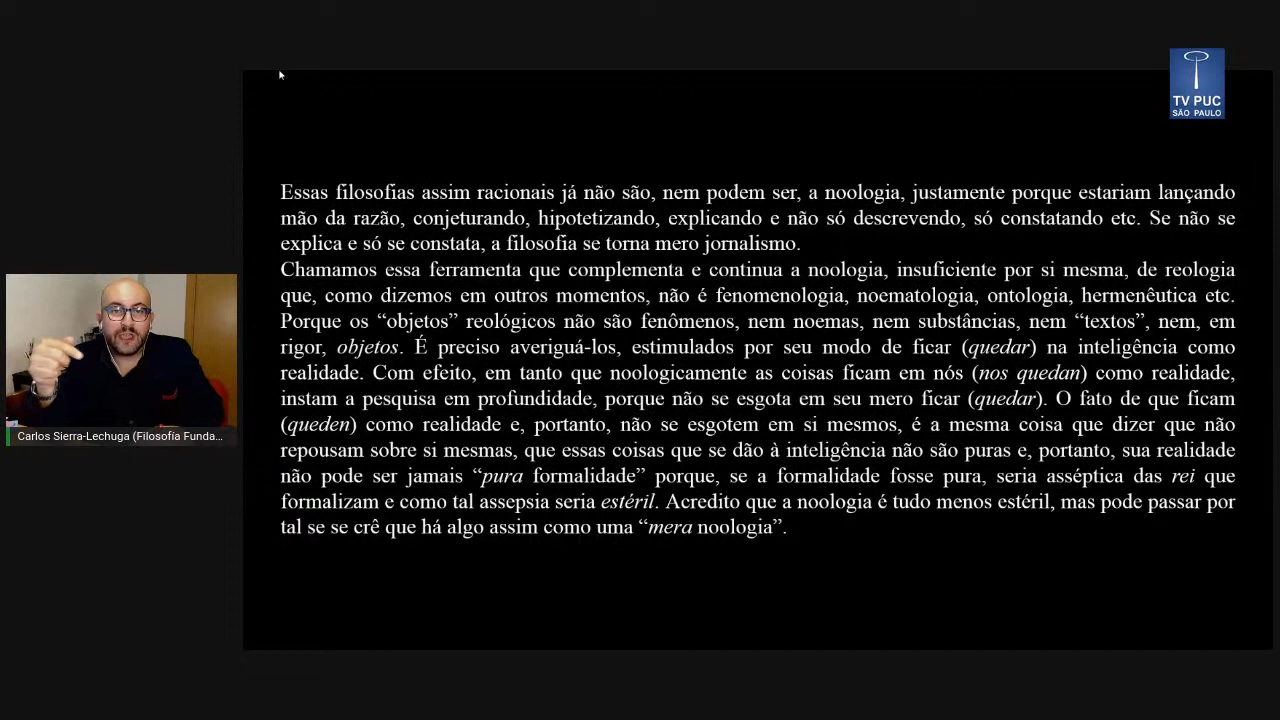 TV PUC
SÃO PAULO
Essas filosofias assim racionais já não são, nem podem ser, a noologia, justamente porque estariam lançando
mão da razão, conjeturando, hipotetizando, explicando e não só descrevendo, só constatando etc. Se não se
explica e só se constata, a filosofia se torna mero jornalismo.
Chamamos essa ferramenta que complementa e continua a noologia, insuficiente por si mesma, de reologia
que, como dizemos em outros momentos, não é fenomenologia, noematologia, ontologia, hermenêutica etc.
Porque os “objetos” reológicos não são fenômenos, nem noemas, nem substâncias, nem “textos”, nem, em
rigor, objetos. É preciso averiguá-los, estimulados por seu modo de ficar (quedar) na inteligência como
realidade. Com efeito, em tanto que noologicamente as coisas ficam em nós (nos quedan) como realidade,
instam a pesquisa em profundidade, porque não se esgota em seu mero ficar (quedar). O fato de que ficam
(queden) como realidade e, portanto, não se esgotem em si mesmos, é a mesma coisa que dizer que não
repousam sobre si mesmas, que essas coisas que se dão à inteligência não são puras e, portanto, sua realidade
não pode ser jamais “pura formalidade” porque, se a formalidade fosse pura, seria asséptica das rei que
formalizam e como tal assepsia seria estéril. Acredito que a noologia é tudo menos estéril, mas pode passar por
tal se se crê que há algo assim como uma “mera noologia”.
Carlos Sierra-Lechuga (Filosofía Funda...